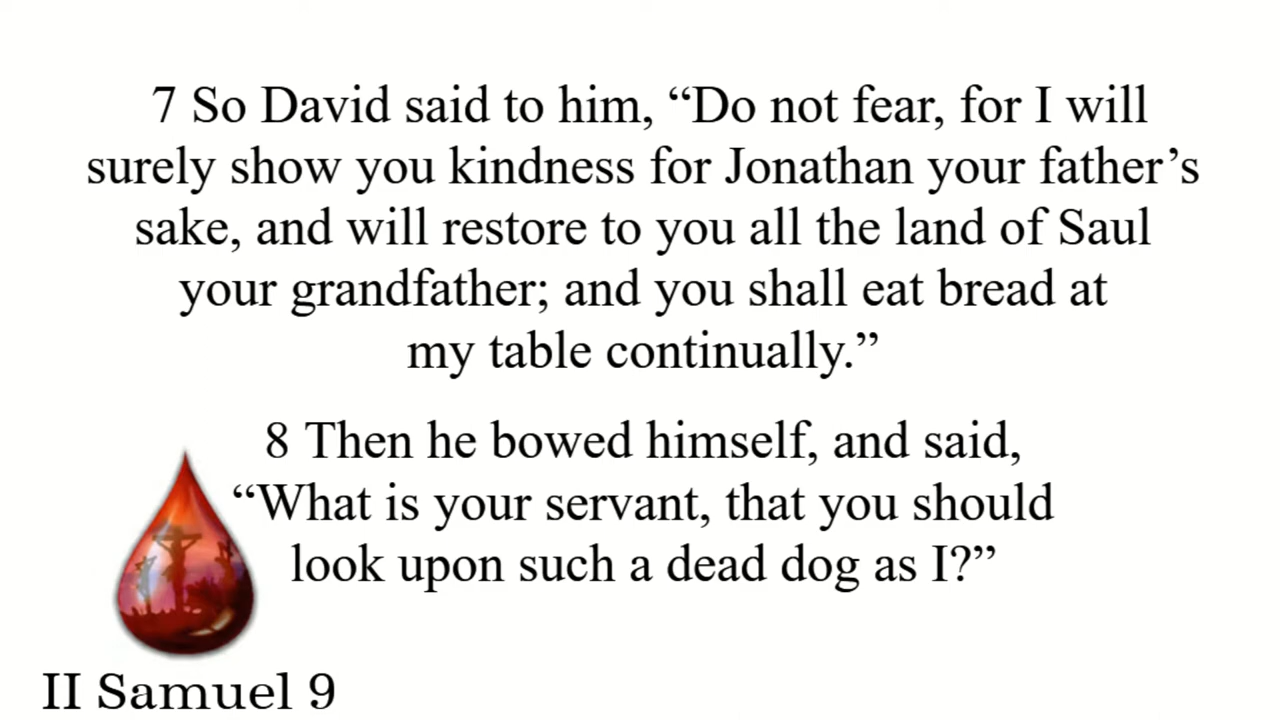 7 So David said to him, “Do not fear, for I will
surely show you kindness for Jonathan your father’s
sake, and will restore to you all the land of Saul
your grandfather; and you shall eat bread at
my table continually.”
8 Then he bowed himself, and said,
“What is your servant, that you should
look upon such a dead dog as I?”
II Samuel 9